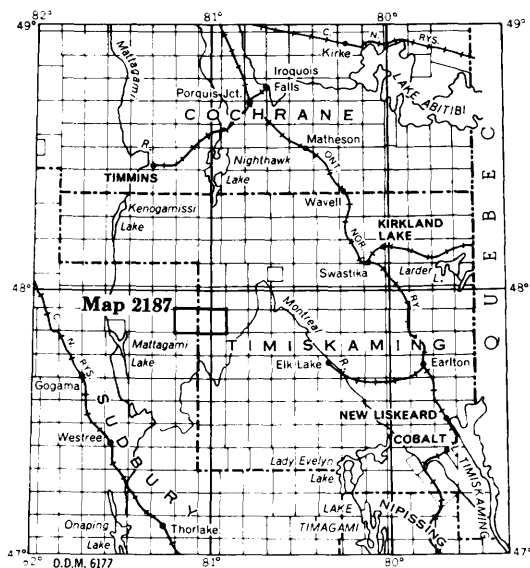 82°
81°
80°
49°
C. N. RYS.
Kirke
Mattagami
R.
Iroquois
Falls
Porquis Jct.
LAKE ABITIBI
COCHRANE
Matheson
ONT.
Nighthawk
Lake
TIMMINS
Wavell
Kenogamissi
Lake
NOR.
KIRKLAND
LAKE
QUEBEC
Swastika
Larder
L.
48°
48°
RY.
Map 2187
Montreal
R.
C. N. RYS.
Mattagami
Lake
TIMISKAMING
Elk Lake
Earlton
Gogama
SUDBURY
NEW LISKEARD
COBALT
Westree
Lady Evelyn
Lake
L. TIMISKAMING
LAKE
TIMAGAMI
NIPISSING
Onaping
Lake
Thorlake
47°
82°
81°
80°
47°
O.D.M. 6177